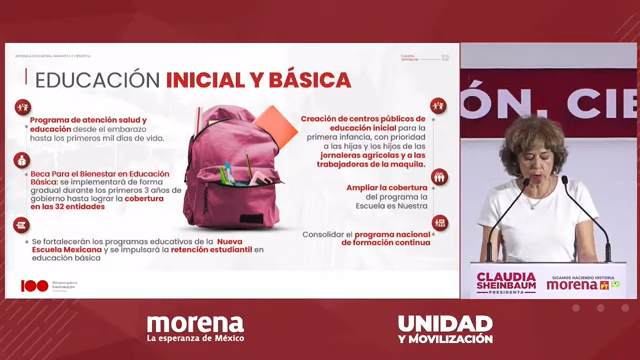 EDUCACIÓN INICIAL Y BÁSICA
Programa de atención salud y
educación desde el embarazo
hasta los primeros mil días de vida.
Beca Para el Bienestar en Educación
Básica: se implementará de forma
gradual durante los primeros 3 años de
gobierno hasta lograr la cobertura
en las 32 entidades
Se fortalecerán los programas educativos de la Nueva
Escuela Mexicana y se impulsará la retención estudiantil en
educación básica
Creación de centros públicos de
educación inicial para la
primera infancia, con prioridad
a las hijas y los hijos de las
jornaleras agrícolas y a las
trabajadoras de la maquila.
Ampliar la cobertura
del programa La
Escuela es Nuestra
Consolidar el programa nacional
de formación continua
100
ÓN, CIE
CLAUDIA
SHEINBAUM
PRESIDENTA
SIGAMOS HACIENDO HISTORIA
morena
morena
La esperanza de México
UNIDAD
Y MOVILIZACIÓN